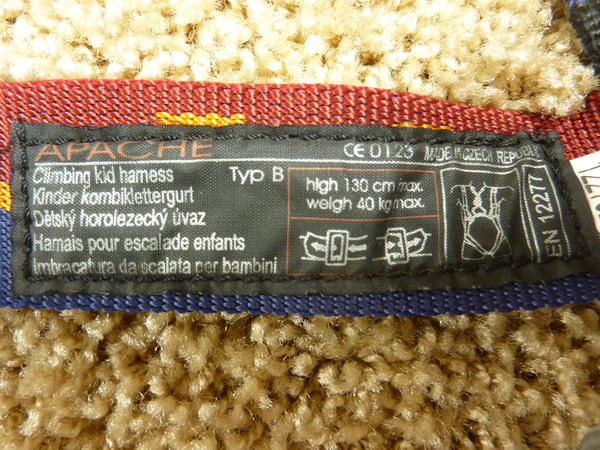 APACHE
CE 0123 MADE IN CZECH REPUBLIC
Climbing kid harness Typ B
Kinder kombiklettergurt
Dětský horolezecký úvaz
Harnais pour escalade enfants
Imbracatura da scalata per bambini
high 130 cm max.
weigh 40 kg max.
EN 12277